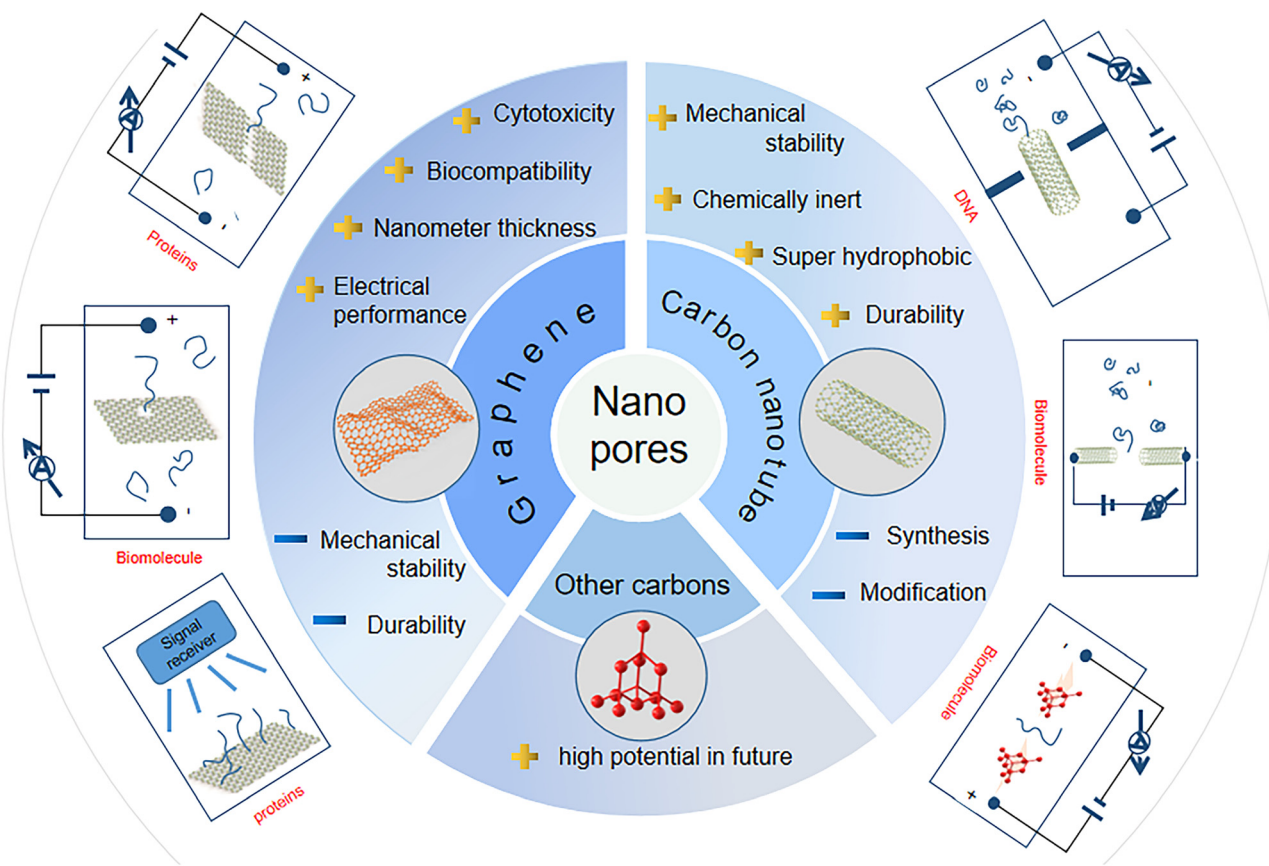 Nano
pores
Graphene
Cytotoxicity
Biocompatibility
Nanometer thickness
Electrical
performance
Mechanical
stability
Durability
Carbon nanotube
Mechanical
stability
Chemically inert
Super hydrophobic
Durability
Synthesis
Modification
Other carbons
high potential in future
A
+
-
Proteins
A
+
-
Biomolecule
Signal
receiver
proteins
A
-
DNA
A
-
Biomolecule
A
-
+
Biomolecule